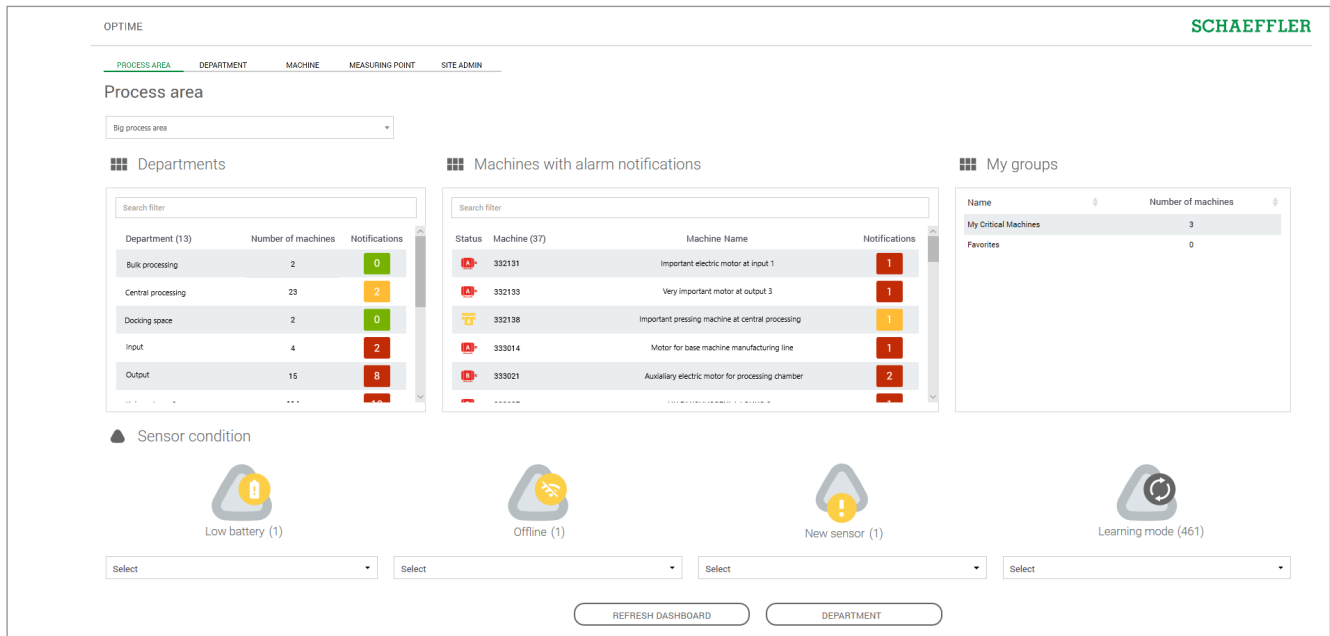 OPTIME
SCHAEFFLER
PROCESS AREA DEPARTMENT MACHINE MEASURING POINT SITE ADMIN
Process area
Big process area
Departments
Search filter
Department (13) Number of machines Notifications
Bulk processing 2 0
Central processing 23 2
Docking space 2 0
Input 4 2
Output 15 8
Machines with alarm notifications
Search filter
Status Machine (37) Machine Name Notifications
A 332131 Important electric motor at input 1 1
A 332133 Very important motor at output 3 1
A 332138 Important pressing machine at central processing 1
A 333014 Motor for base machine manufacturing line 1
B 333021 Auxialiary electric motor for processing chamber 2
My groups
Name Number of machines
My Critical Machines 3
Favorites 0
Sensor condition
Low battery (1)
Offline (1)
New sensor (1)
Learning mode (461)
Select Select Select Select
REFRESH DASHBOARD DEPARTMENT